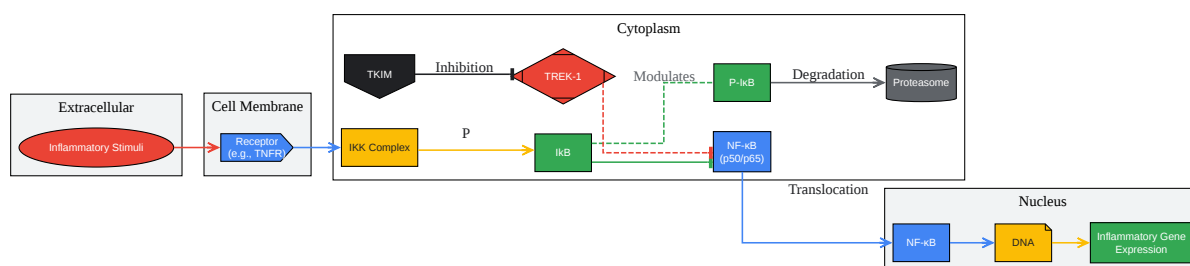 Cytoplasm
TKIM
Inhibition
TREK-1
Modulates
P-IκB
Degradation
Proteasome
Extracellular
Inflammatory Stimuli
Cell Membrane
Receptor
(e.g., TNFR)
IKK Complex
P
IkB
NF-κB
(p50/p65)
Translocation
Nucleus
NF-κB
DNA
Inflammatory Gene
Expression